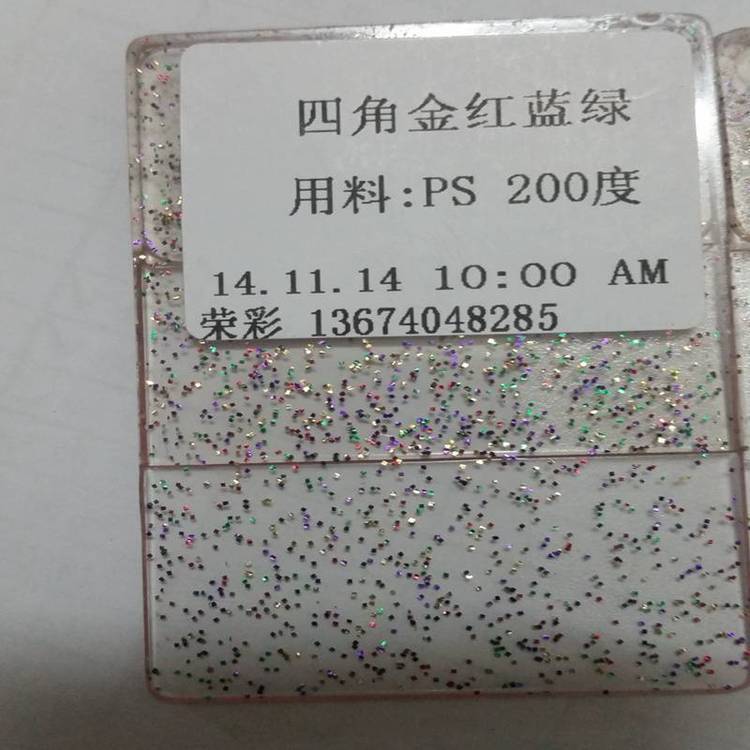 四角金红蓝绿
用料:PS 200度
14.11.14 10:00 AM
荣彩 13674048285